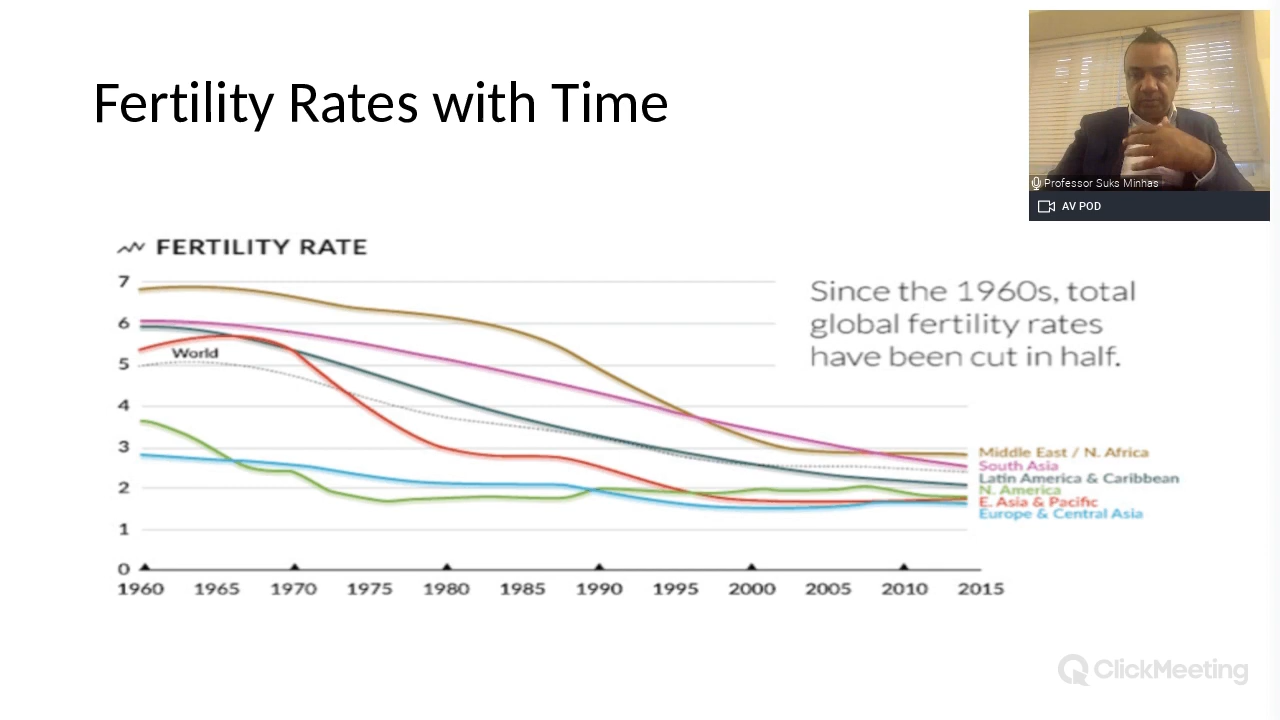 Fertility Rates with Time
Professor Suks Minhas
AV POD
FERTILITY RATE
7
6
5
4
3
2
1
0
World
Since the 1960s, total
global fertility rates
have been cut in half.
Middle East / N. Africa
South Asia
Latin America & Caribbean
N. America
E. Asia & Pacific
Europe & Central Asia
1960 1965 1970 1975 1980 1985 1990 1995 2000 2005 2010 2015
ClickMeeting